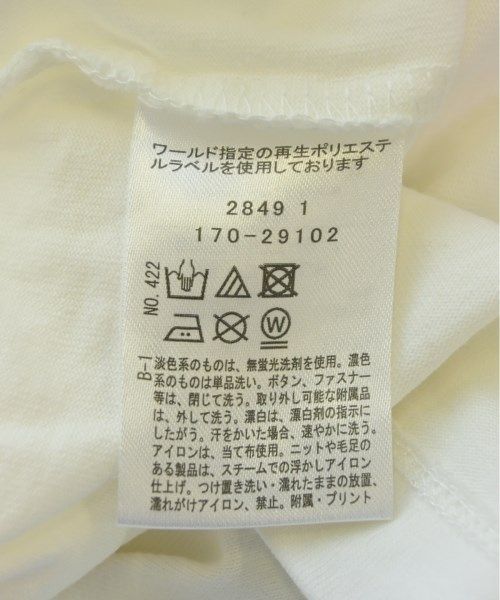 ワールド指定の再生ポリエステ
ルラベルを使用しております
2849 1
170-29102
NO. 422
W
B-1
淡色系のものは、無蛍光洗剤を使用。濃色
系のものは単品洗い。ボタン、ファスナー
等は、閉じて洗う。取り外し可能な附属品
は、外して洗う。漂白は、漂白剤の指示に
したがう。汗をかいた場合、速やかに洗う。
アイロンは、当て布使用。ニットや毛足の
ある製品は、スチームでの浮かしアイロン
仕上げ。つけ置き洗い・濡れたままの放置、
濡れがけアイロン、禁止。附属・プリント